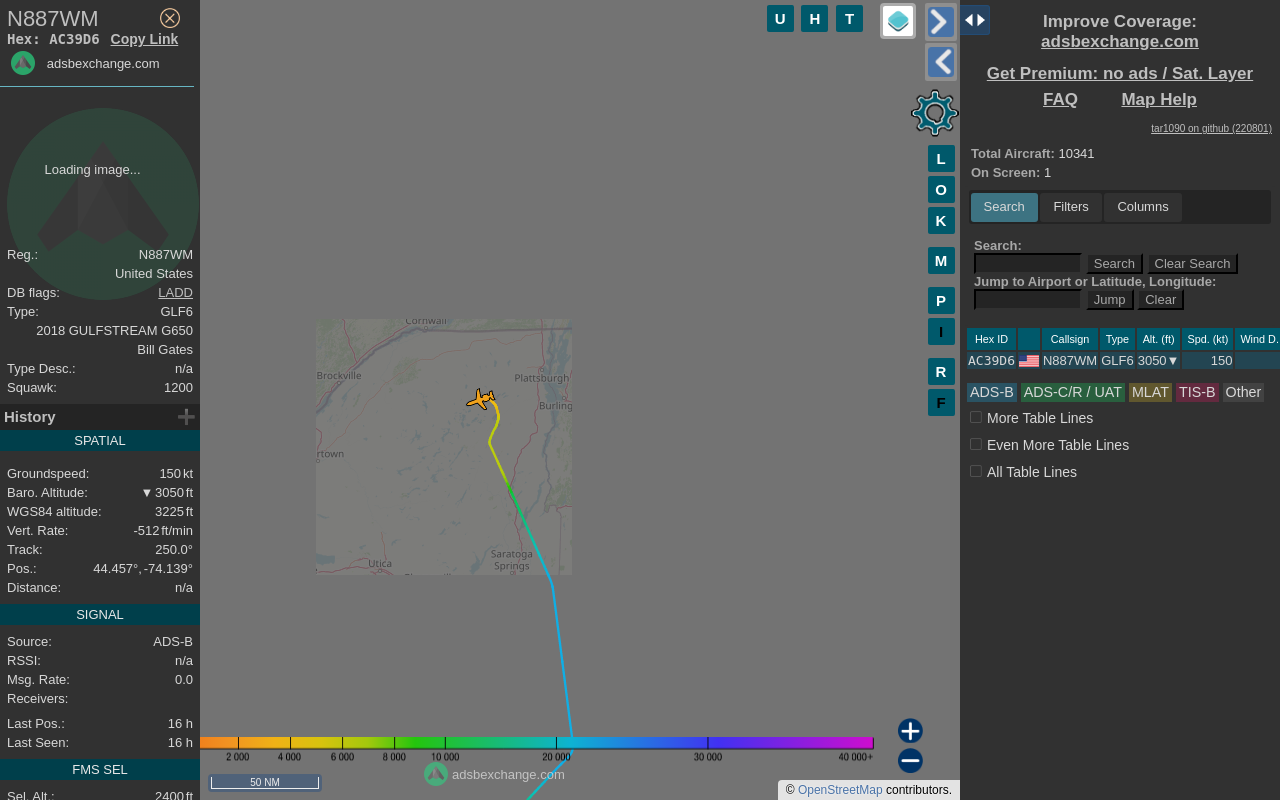 N887WM
Hex: AC39D6 Copy Link
adsbexchange.com
Loading image...
Reg.: N887WM
United States
DB flags: LADD
Type: GLF6
2018 GULFSTREAM G650
Bill Gates
Type Desc.: n/a
Squawk: 1200
History
SPATIAL
Groundspeed: 150 kt
Baro. Altitude: ▼ 3050 ft
WGS84 altitude: 3225 ft
Vert. Rate: -512 ft/min
Track: 250.0°
Pos.: 44.457°, -74.139°
Distance: n/a
SIGNAL
Source: ADS-B
RSSI: n/a
Msg. Rate: 0.0
Receivers:
Last Pos.: 16 h
Last Seen: 16 h
FMS SEL
Sel. Alt.: 2400 ft
U H T
L
O
K
M
P
I
R
F
Cornwall
Brockville
Plattsburgh
Burling
rtown
Utica
Saratoga
Springs
2 000 4 000 6 000 8 000 10 000 20 000 30 000 40 000+
adsbexchange.com
50 NM
© OpenStreetMap contributors.
Improve Coverage:
adsbexchange.com
Get Premium: no ads / Sat. Layer
FAQ Map Help
tar1090 on github (220801)
Total Aircraft: 10341
On Screen: 1
Search Filters Columns
Search:
Search Clear Search
Jump to Airport or Latitude, Longitude:
Jump Clear
Hex ID Callsign Type Alt. (ft) Spd. (kt) Wind D.
AC39D6 N887WM GLF6 3050▼ 150
ADS-B ADS-C/R / UAT MLAT TIS-B Other
More Table Lines
Even More Table Lines
All Table Lines